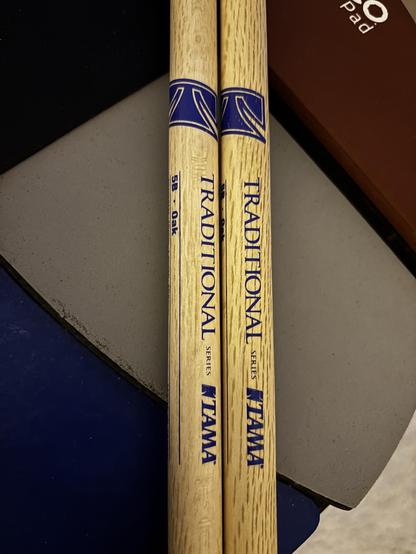 pad
5B · Oak
TRADITIONAL
SERIES
TAMA
TRADITIONAL
SERIES
TAMA